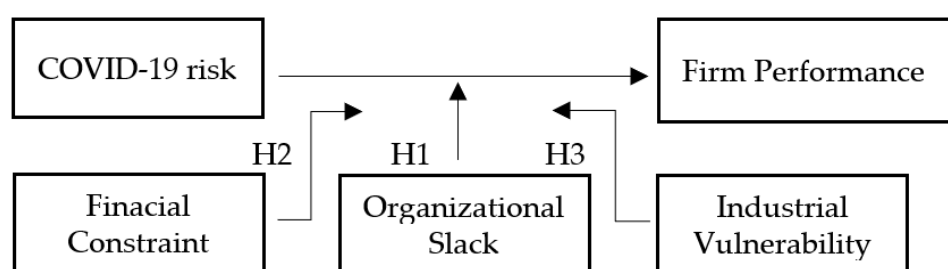 COVID-19 risk
Firm Performance
H2
H1
H3
Finacial
Constraint
Organizational
Slack
Industrial
Vulnerability